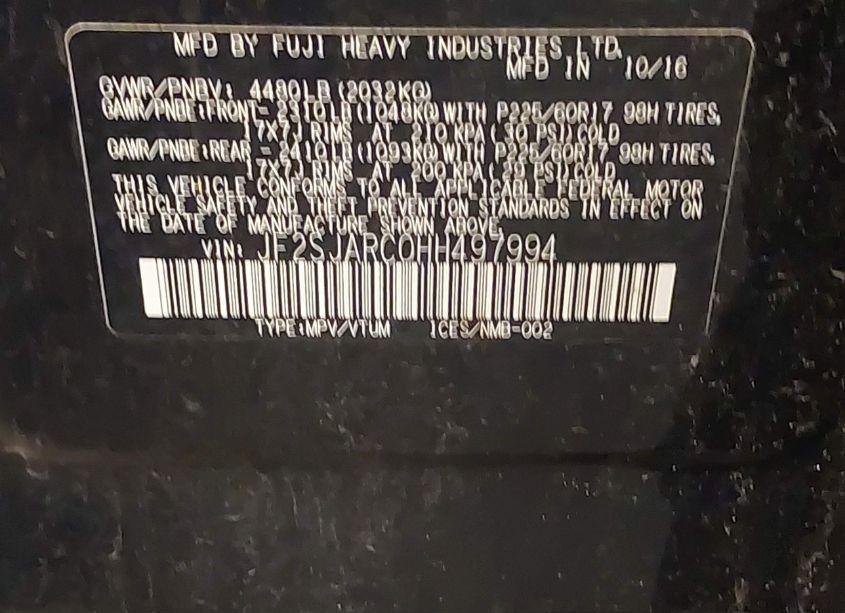 MFD BY FUJI HEAVY INDUSTRIES LTD.
MFD IN 10/16
GVWR/PNBV: 4480LB(2032KG)
GAWR/PNBE:FRONT- 2310LB(1048KG)WITH P225/60R17 98H TIRES,
17X7J RIMS AT 210 KPA(30 PSI)COLD
GAWR/PNBE:REAR - 2410LB(1093KG)WITH P225/60R17 98H TIRES,
17X7J RIMS AT 200 KPA(29 PSI)COLD
THIS VEHICLE CONFORMS TO ALL APPLICABLE FEDERAL MOTOR
VEHICLE SAFETY AND THEFT PREVENTION STANDARDS IN EFFECT ON
THE DATE OF MANUFACTURE SHOWN ABOVE.
VIN: JF2SJARC0HH497994
TYPE:MPV/VTUM ICES/NMB-002